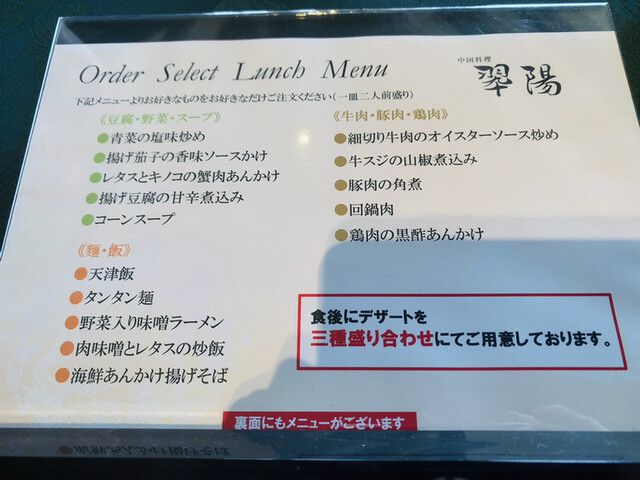 Order Select Lunch Menu
中国料理
翠陽
下記メニューよりお好きなものをお好きなだけご注文ください(一皿二人前盛り)
《豆腐・野菜・スープ》
●青菜の塩味炒め
●揚げ茄子の香味ソースかけ
●レタスとキノコの蟹肉あんかけ
●揚げ豆腐の甘辛煮込み
●コーンスープ
《麺・飯》
●天津飯
●タンタン麺
●野菜入り味噌ラーメン
●肉味噌とレタスの炒飯
●海鮮あんかけ揚げそば
《牛肉・豚肉・鶏肉》
●細切り牛肉のオイスターソース炒め
●牛スジの山椒煮込み
●豚肉の角煮
●回鍋肉
●鶏肉の黒酢あんかけ
食後にデザートを
三種盛り合わせにてご用意しております。
裏面にもメニューがございます